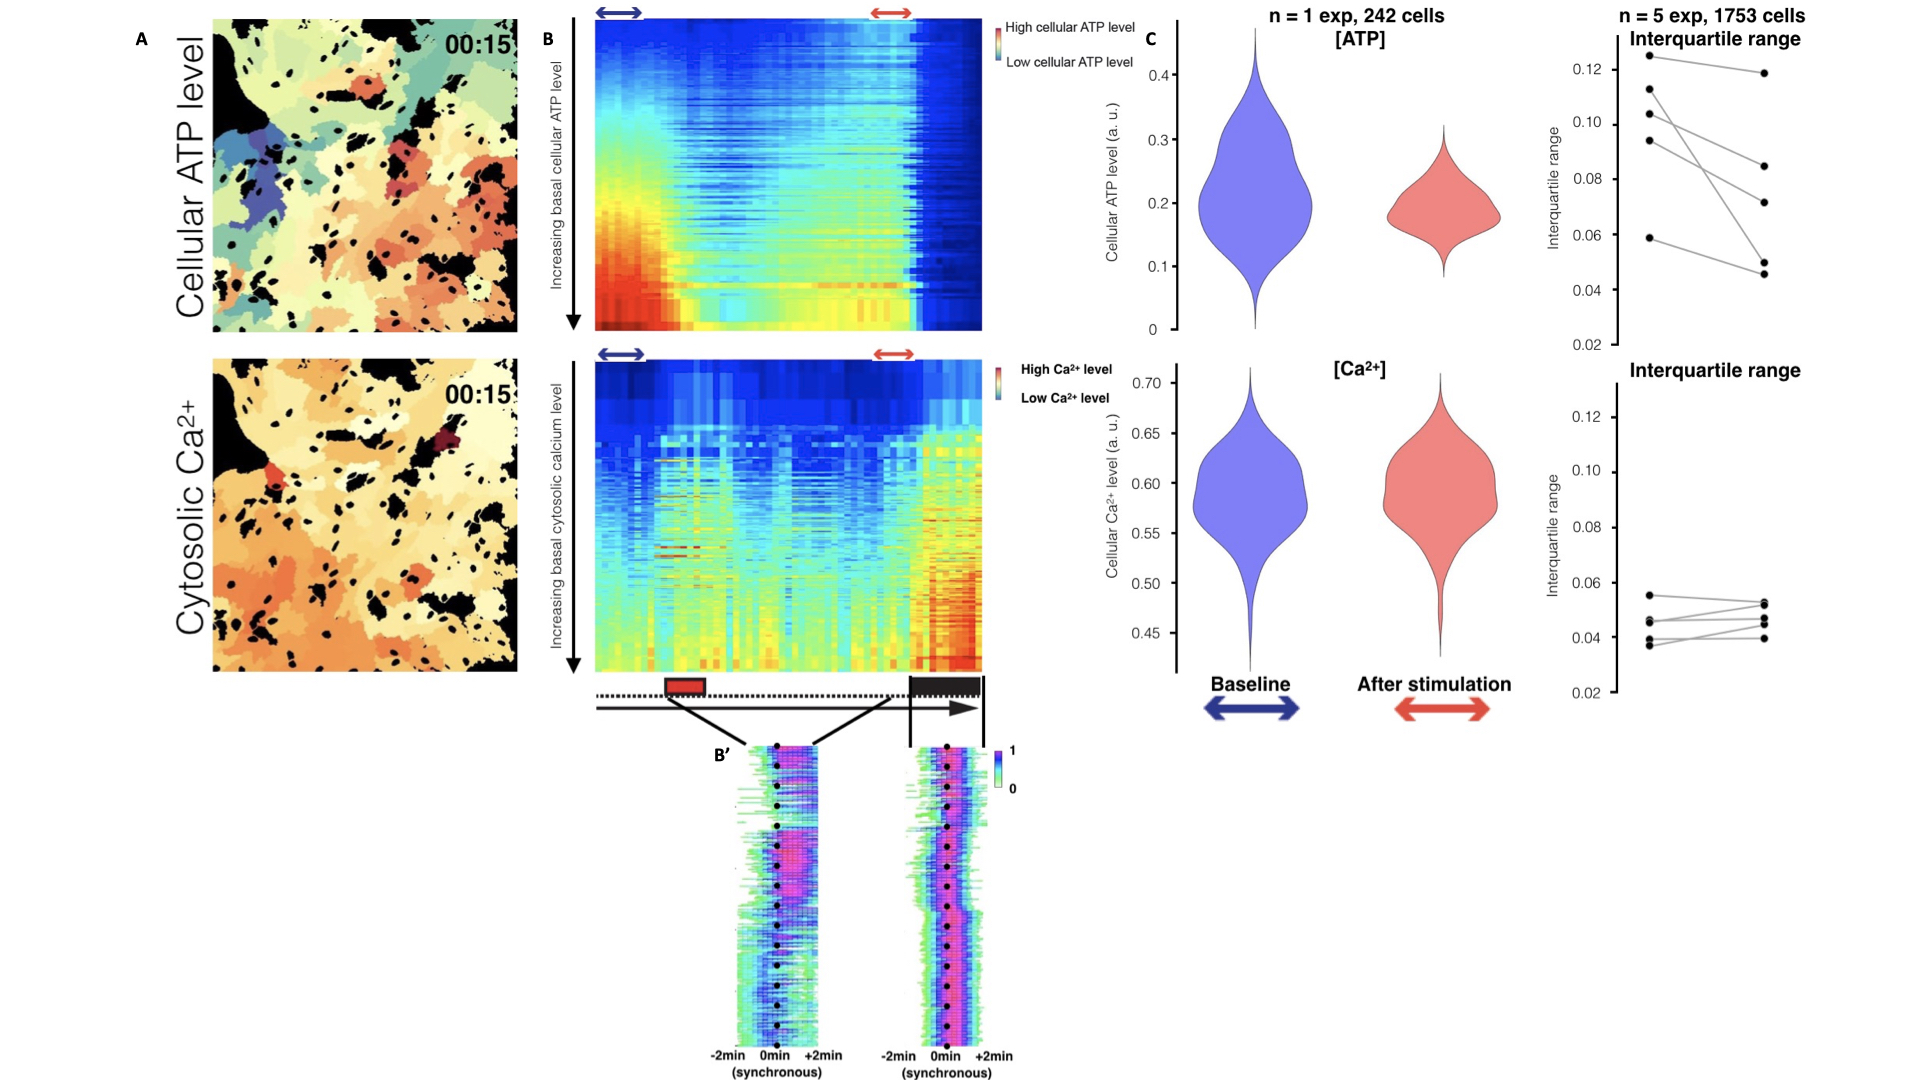 A
Cellular ATP level
00:15
Cytosolic Ca²⁺
00:15
B
Increasing basal cellular ATP level
High cellular ATP level
Low cellular ATP level
Increasing basal cytosolic calcium level
High Ca²⁺ level
Low Ca²⁺ level
B’
1
0
-2min 0min +2min
(synchronous)
-2min 0min +2min
(synchronous)
C
n = 1 exp, 242 cells
[ATP]
Cellular ATP level (a. u.)
0.4
0.3
0.2
0.1
0
n = 5 exp, 1753 cells
Interquartile range
Interquartile range
0.12
0.10
0.08
0.06
0.04
0.02
[Ca²⁺]
Cellular Ca²⁺ level (a. u.)
0.70
0.65
0.60
0.55
0.50
0.45
Baseline
After stimulation
Interquartile range
Interquartile range
0.12
0.10
0.08
0.06
0.04
0.02